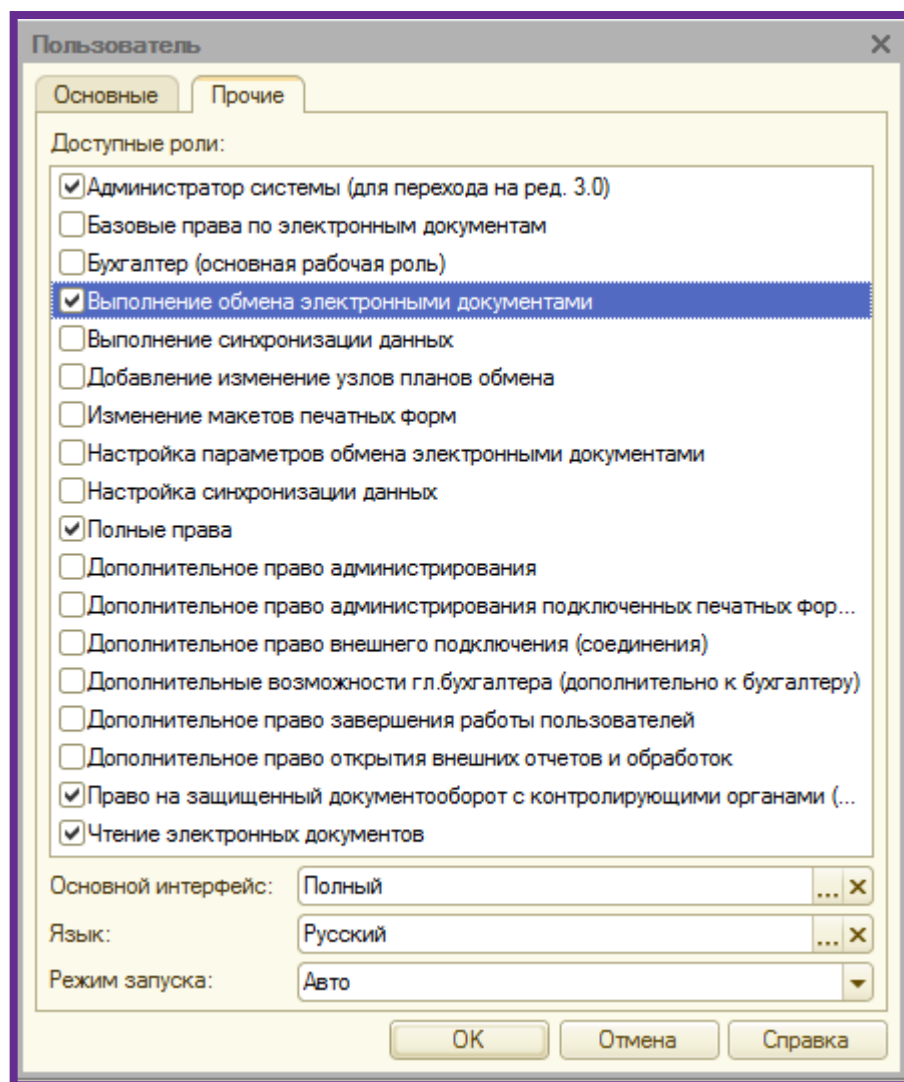 Пользователь
Основные Прочие
Доступные роли:
Администратор системы (для перехода на ред. 3.0)
Базовые права по электронным документам
Бухгалтер (основная рабочая роль)
Выполнение обмена электронными документами
Выполнение синхронизации данных
Добавление изменение узлов планов обмена
Изменение макетов печатных форм
Настройка параметров обмена электронными документами
Настройка синхронизации данных
Полные права
Дополнительное право администрирования
Дополнительное право администрирования подключенных печатных фор...
Дополнительное право внешнего подключения (соединения)
Дополнительные возможности гл.бухгалтера (дополнительно к бухгалтеру)
Дополнительное право завершения работы пользователей
Дополнительное право открытия внешних отчетов и обработок
Право на защищенный документооборот с контролирующими органами (...
Чтение электронных документов
Основной интерфейс: Полный ...
Язык: Русский ...
Режим запуска: Авто
OK Отмена Справка